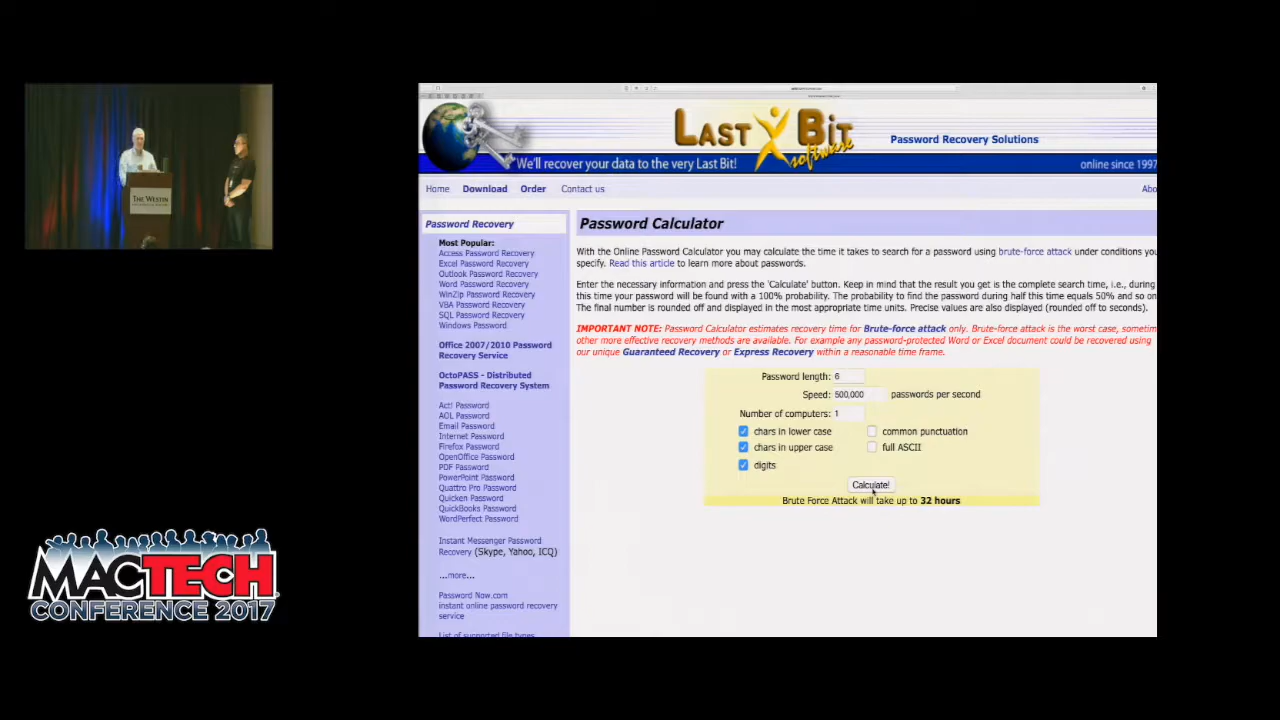 THE WESTIN
MACTECH
CONFERENCE 2017
LAST BIT
software
Password Recovery Solutions
We'll recover your data to the very Last Bit!
online since 1997
Home Download Order Contact us
Abo
Password Recovery
Most Popular:
Access Password Recovery
Excel Password Recovery
Outlook Password Recovery
Word Password Recovery
WinZip Password Recovery
VBA Password Recovery
SQL Password Recovery
Windows Password
Office 2007/2010 Password
Recovery Service
OctoPASS - Distributed
Password Recovery System
Act! Password
AOL Password
Email Password
Internet Password
Firefox Password
OpenOffice Password
PDF Password
PowerPoint Password
Quattro Pro Password
Quicken Password
QuickBooks Password
WordPerfect Password
Instant Messenger Password
Recovery (Skype, Yahoo, ICQ)
...more...
Password Now.com
instant online password recovery
service
List of supported file types
Password Calculator
With the Online Password Calculator you may calculate the time it takes to search for a password using brute-force attack under conditions you
specify. Read this article to learn more about passwords.
Enter the necessary information and press the 'Calculate' button. Keep in mind that the result you get is the complete search time, i.e., during
this time your password will be found with a 100% probability. The probability to find the password during half this time equals 50% and so on
The final number is rounded off and displayed in the most appropriate time units. Precise values are also displayed (rounded off to seconds).
IMPORTANT NOTE: Password Calculator estimates recovery time for Brute-force attack only. Brute-force attack is the worst case, sometim
other more effective recovery methods are available. For example any password-protected Word or Excel document could be recovered using
our unique Guaranteed Recovery or Express Recovery within a reasonable time frame.
Password length: 6
Speed: 500,000 passwords per second
Number of computers: 1
chars in lower case common punctuation
chars in upper case full ASCII
digits
Calculate!
Brute Force Attack will take up to 32 hours